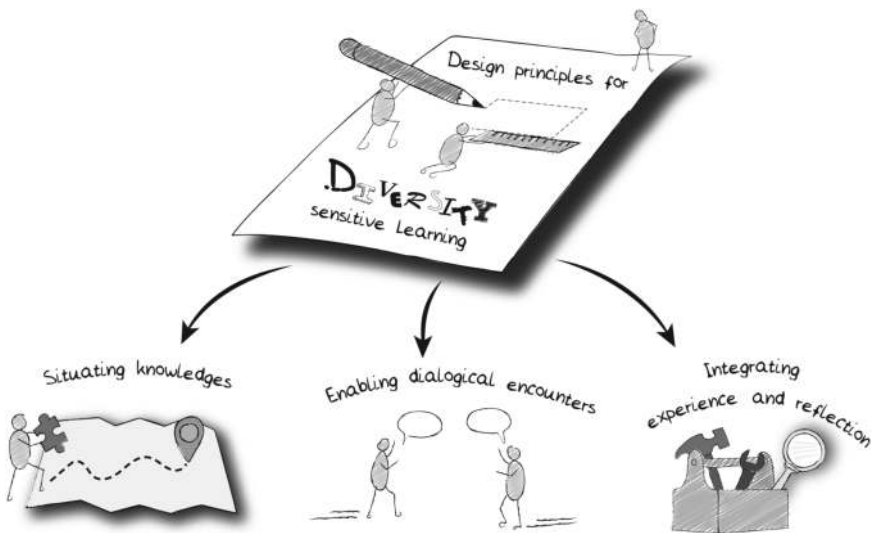 Design principles for
DIVERSITY
sensitive Learning
Situating knowledges
Enabling dialogical encounters
Integrating
experience and reflection